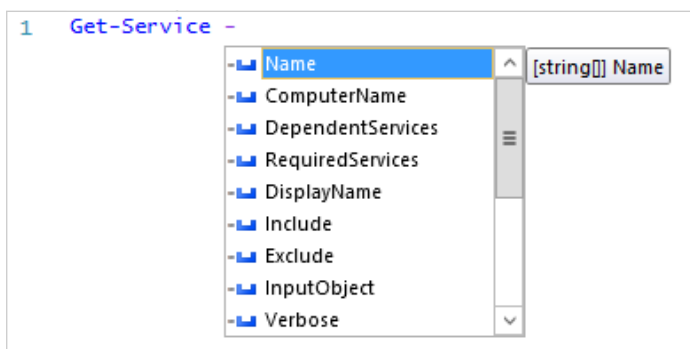 1 Get-Service -
Name
[string[]] Name
ComputerName
DependentServices
RequiredServices
DisplayName
Include
Exclude
InputObject
Verbose